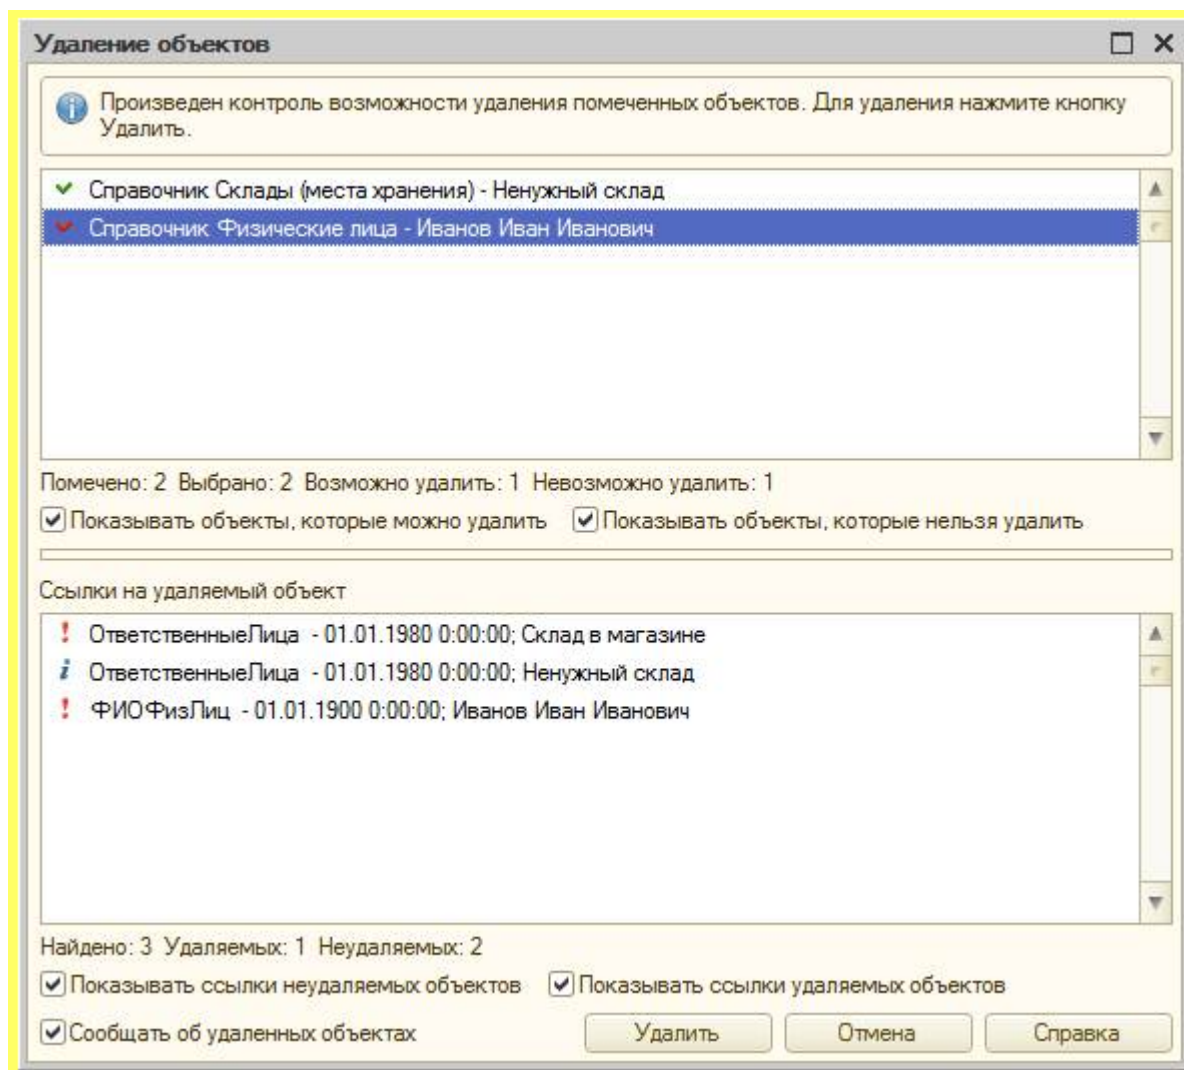 Удаление объектов
Произведен контроль возможности удаления помеченных объектов. Для удаления нажмите кнопку
Удалить.
Справочник Склады (места хранения) - Ненужный склад
Справочник Физические лица - Иванов Иван Иванович
Помечено: 2 Выбрано: 2 Возможно удалить: 1 Невозможно удалить: 1
Показывать объекты, которые можно удалить Показывать объекты, которые нельзя удалить
Ссылки на удаляемый объект
ОтветственныеЛица - 01.01.1980 0:00:00; Склад в магазине
ОтветственныеЛица - 01.01.1980 0:00:00; Ненужный склад
ФИОФизЛиц - 01.01.1900 0:00:00; Иванов Иван Иванович
Найдено: 3 Удаляемых: 1 Неудаляемых: 2
Показывать ссылки неудаляемых объектов Показывать ссылки удаляемых объектов
Сообщать об удаленных объектах Удалить Отмена Справка